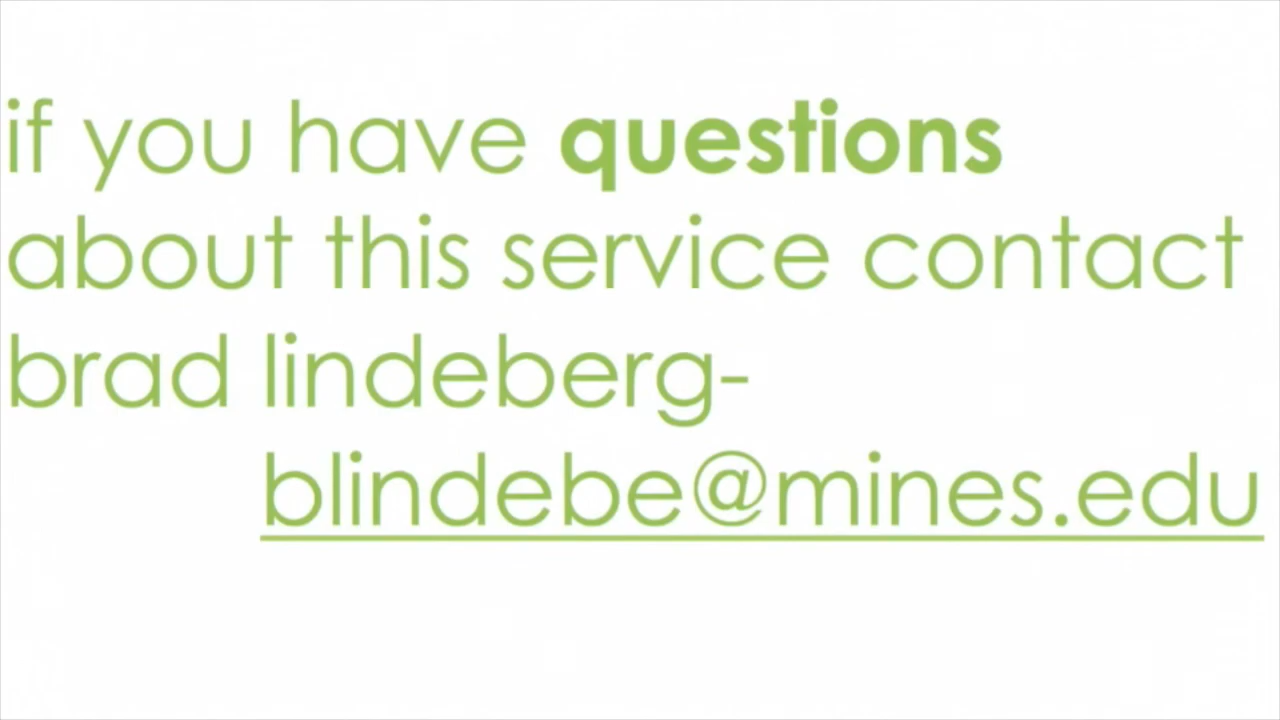 if you have questions
about this service contact
brad lindeberg-
blindebe@mines.edu